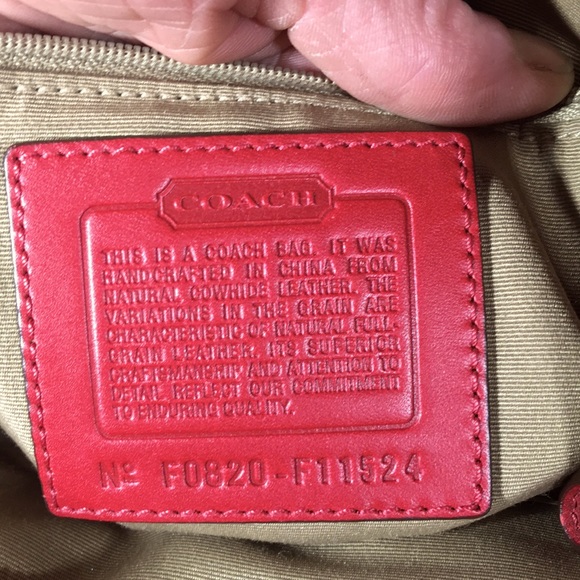 COACH
THIS IS A COACH BAG. IT WAS
HANDCRAFTED IN CHINA FROM
NATURAL COWHIDE LEATHER. THE
VARIATIONS IN THE GRAIN ARE
CHARACTERISTIC OF NATURAL FULL-
GRAIN LEATHER. ITS SUPERIOR
CRAFTSMANSHIP AND ATTENTION TO
DETAIL REFLECT OUR COMMITMENT
TO ENDURING QUALITY.
Nº F0820-F11524